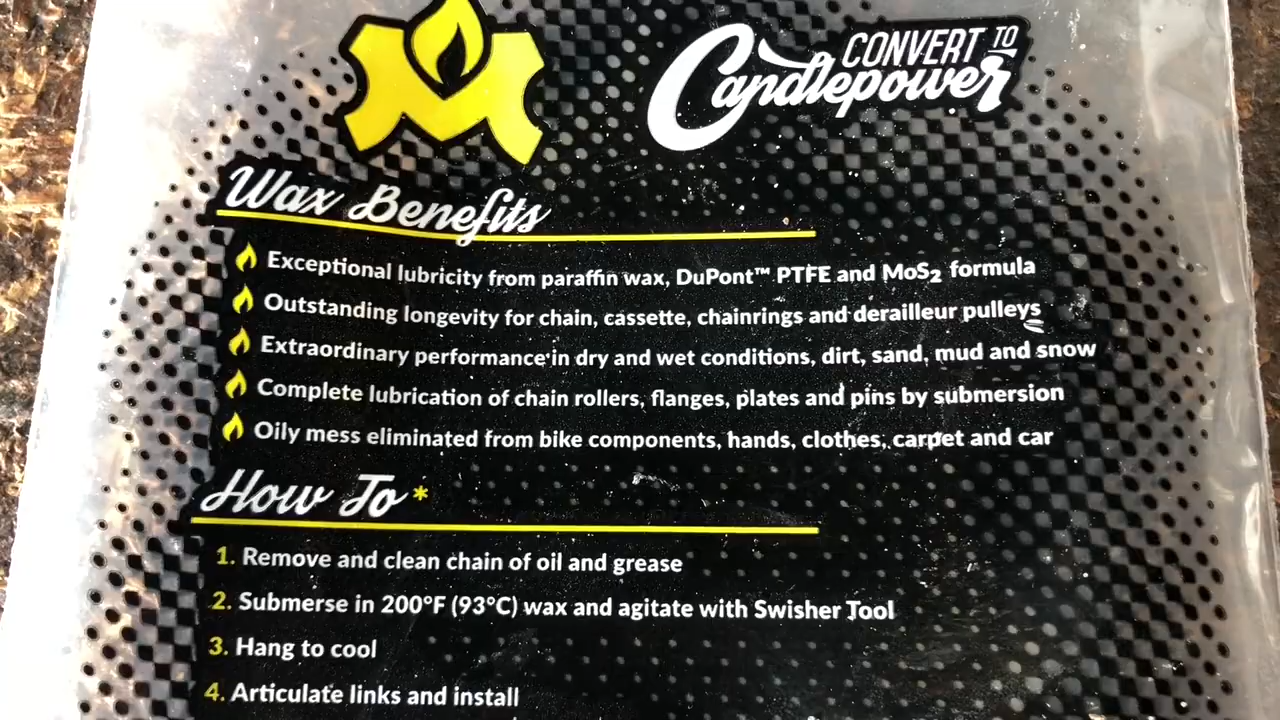 CONVERT TO
Candlepower
Wax Benefits
Exceptional lubricity from paraffin wax, DuPont™ PTFE and MoS₂ formula
Outstanding longevity for chain, cassette, chainrings and derailleur pulleys
Extraordinary performance in dry and wet conditions, dirt, sand, mud and snow
Complete lubrication of chain rollers, flanges, plates and pins by submersion
Oily mess eliminated from bike components, hands, clothes, carpet and car
How To*
1. Remove and clean chain of oil and grease
2. Submerse in 200°F (93°C) wax and agitate with Swisher Tool
3. Hang to cool
4. Articulate links and install